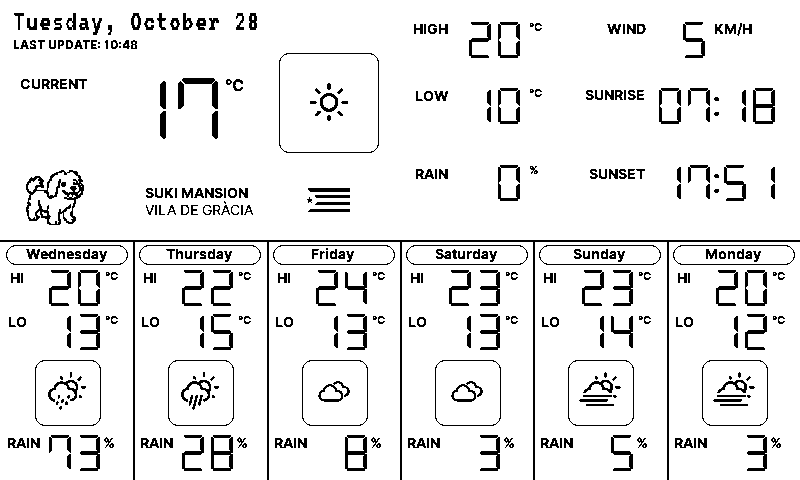 Tuesday, October 28
LAST UPDATE: 10:48
CURRENT 17 °C
SUKI MANSION
VILA DE GRÀCIA
HIGH 20 °C
LOW 10 °C
RAIN 0 %
WIND 5 KM/H
SUNRISE 07:18
SUNSET 17:51
Wednesday
HI 20 °C
LO 13 °C
RAIN 73 %
Thursday
HI 22 °C
LO 15 °C
RAIN 28 %
Friday
HI 24 °C
LO 13 °C
RAIN 8 %
Saturday
HI 23 °C
LO 13 °C
RAIN 3 %
Sunday
HI 23 °C
LO 14 °C
RAIN 5 %
Monday
HI 20 °C
LO 12 °C
RAIN 3 %